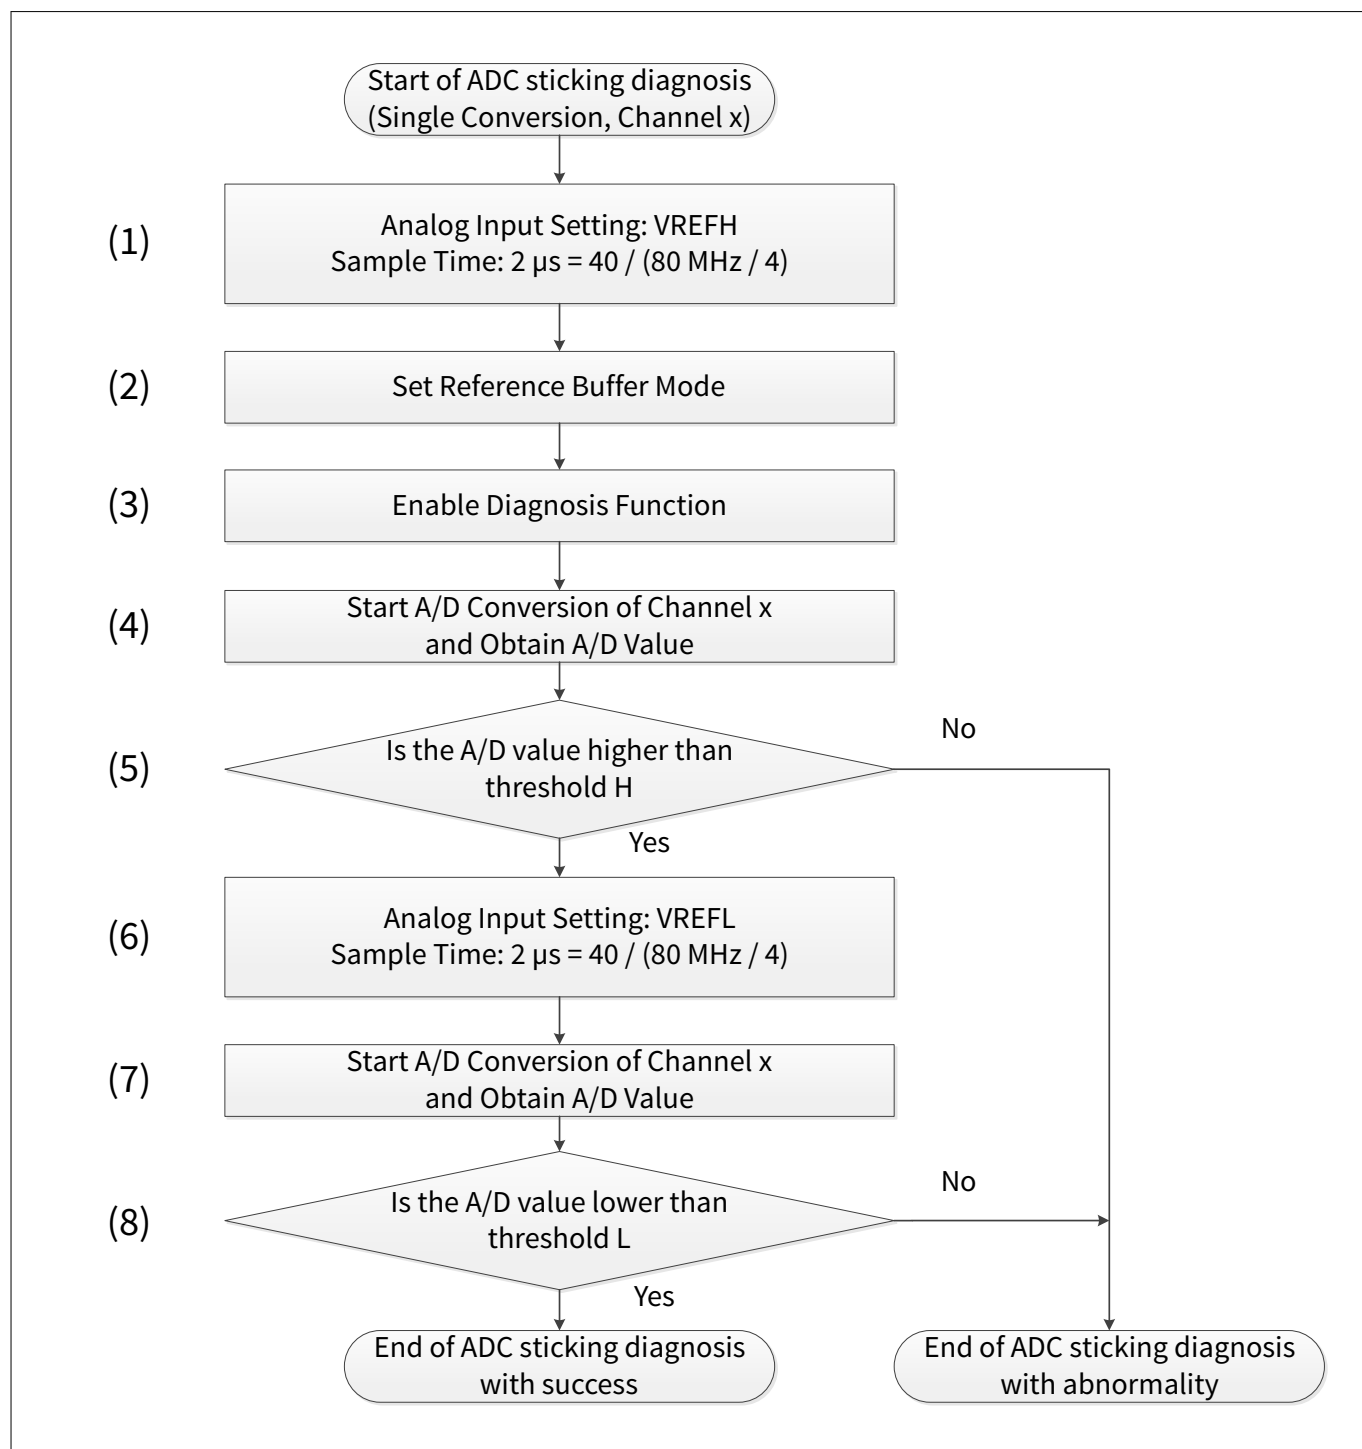 Start of ADC sticking diagnosis
(Single Conversion, Channel x)
(1)
Analog Input Setting: VREFH
Sample Time: 2 µs = 40 / (80 MHz / 4)
(2)
Set Reference Buffer Mode
(3)
Enable Diagnosis Function
(4)
Start A/D Conversion of Channel x
and Obtain A/D Value
(5)
Is the A/D value higher than
threshold H
No
Yes
(6)
Analog Input Setting: VREFL
Sample Time: 2 µs = 40 / (80 MHz / 4)
(7)
Start A/D Conversion of Channel x
and Obtain A/D Value
(8)
Is the A/D value lower than
threshold L
No
Yes
End of ADC sticking diagnosis
with success
End of ADC sticking diagnosis
with abnormality